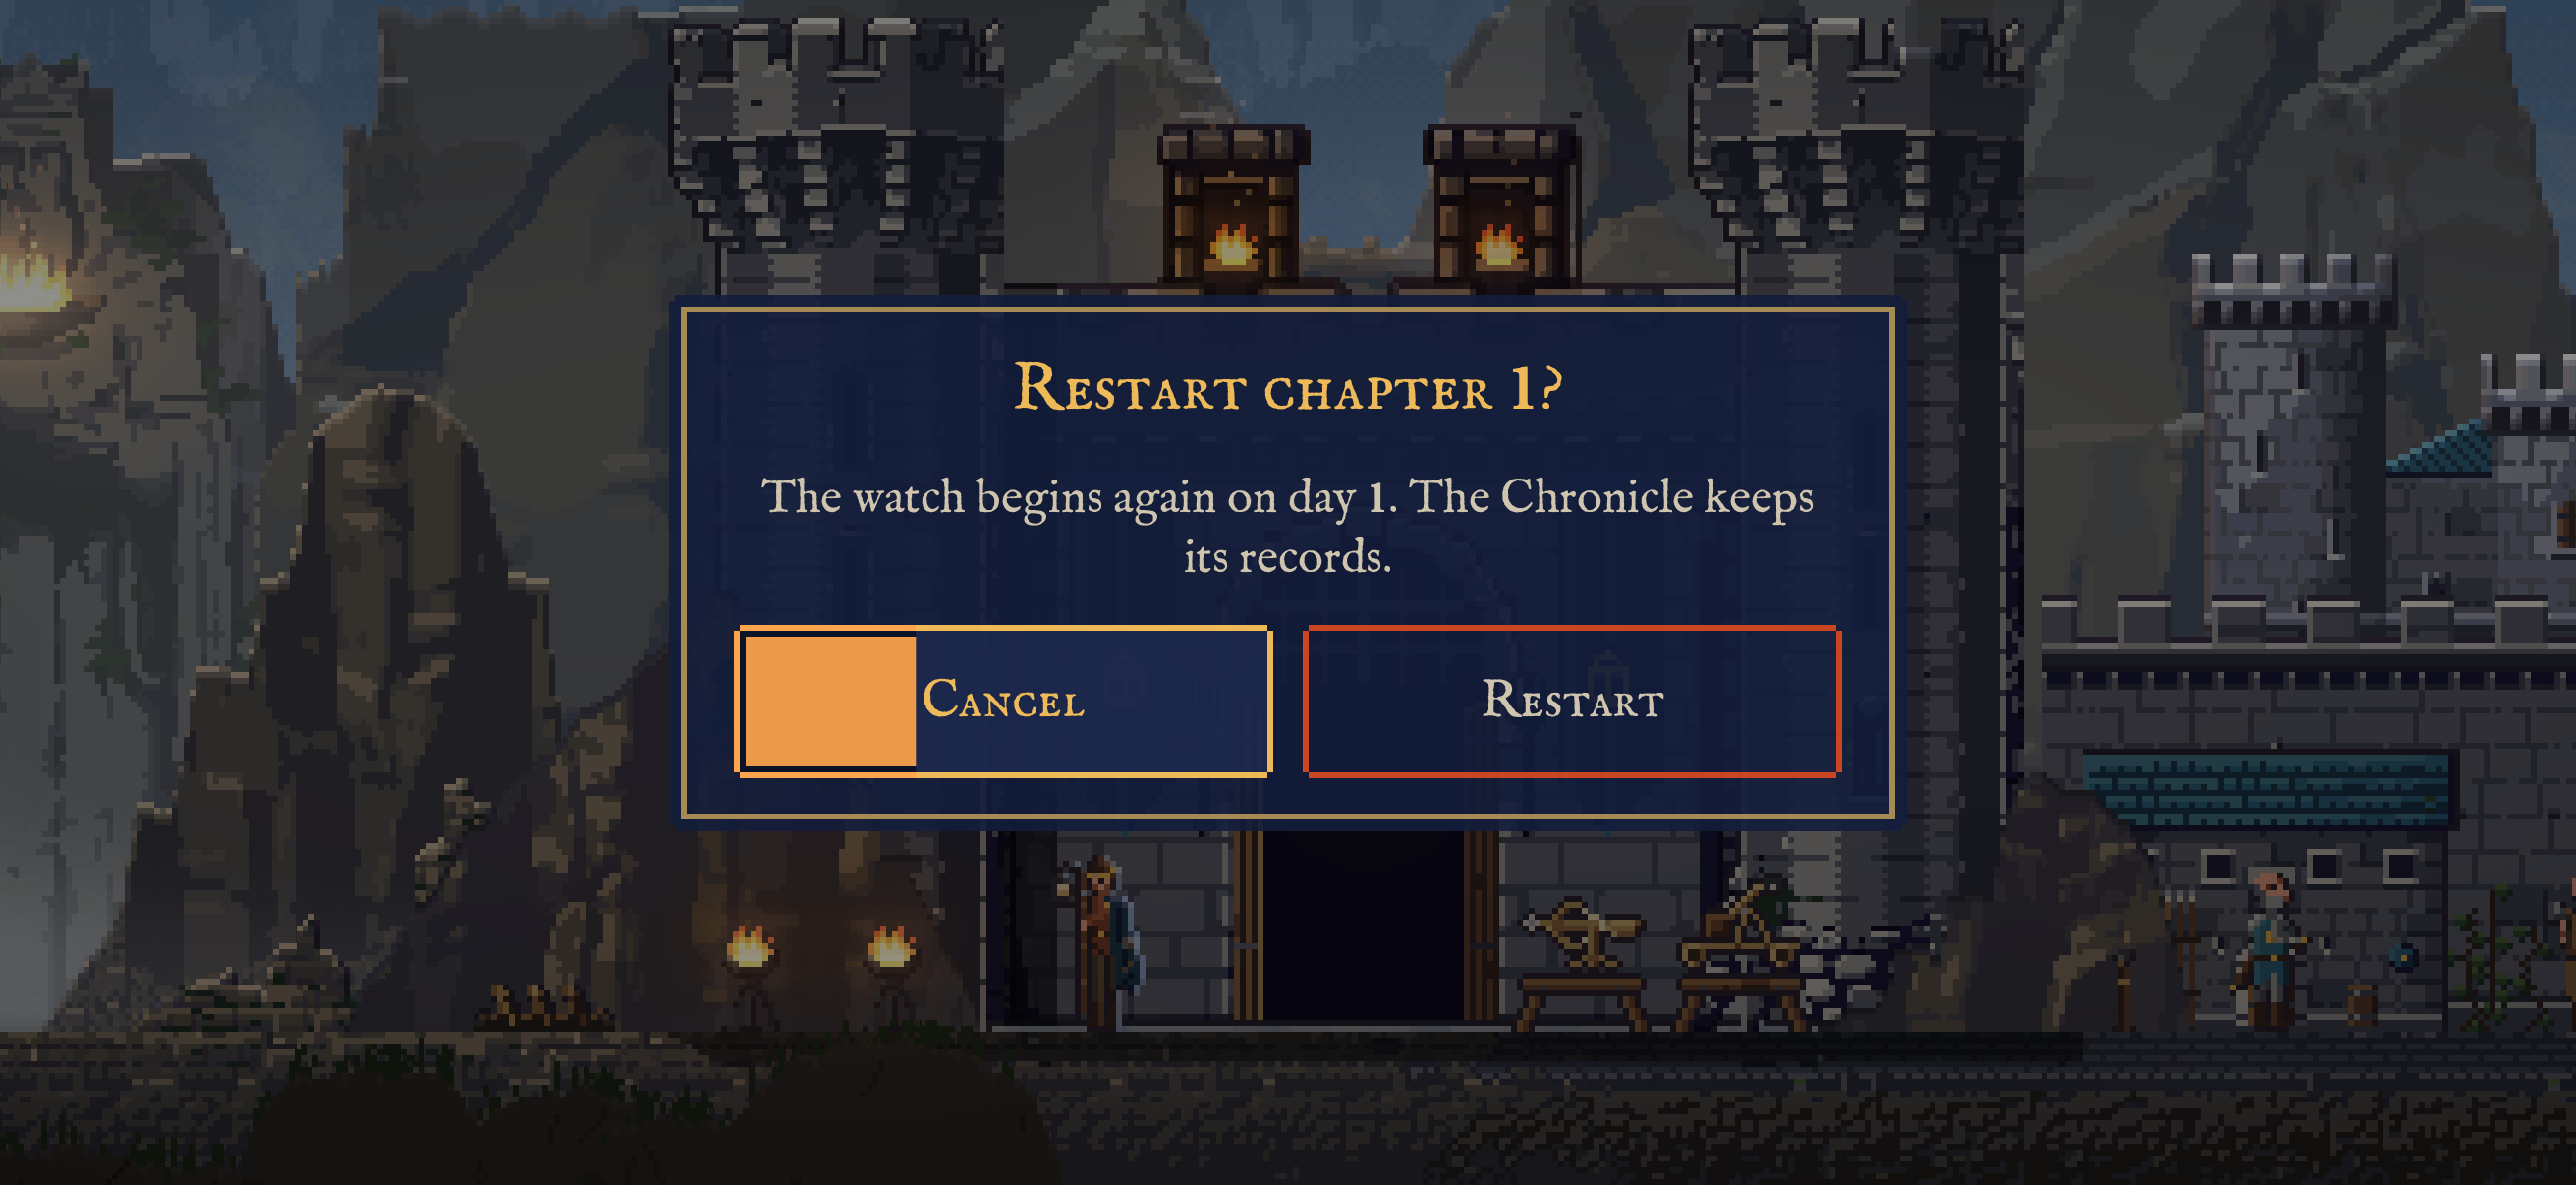 Restart chapter 1?
The watch begins again on day 1. The Chronicle keeps
its records.
Cancel
Restart